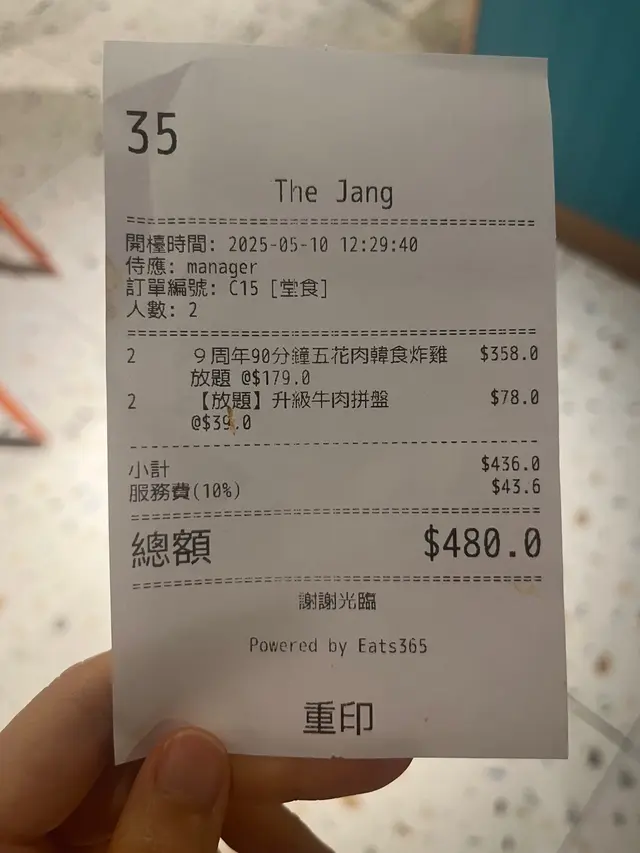 35
The Jang
開檯時間: 2025-05-10 12:29:40
侍應: manager
訂單編號: C15 [堂食]
人數: 2
2 9周年90分鐘五花肉韓食炸雞 $358.0
放題 @$179.0
2 【放題】升級牛肉拼盤 $78.0
@$39.0
小計 $436.0
服務費(10%) $43.6
總額 $480.0
謝謝光臨
Powered by Eats365
重印